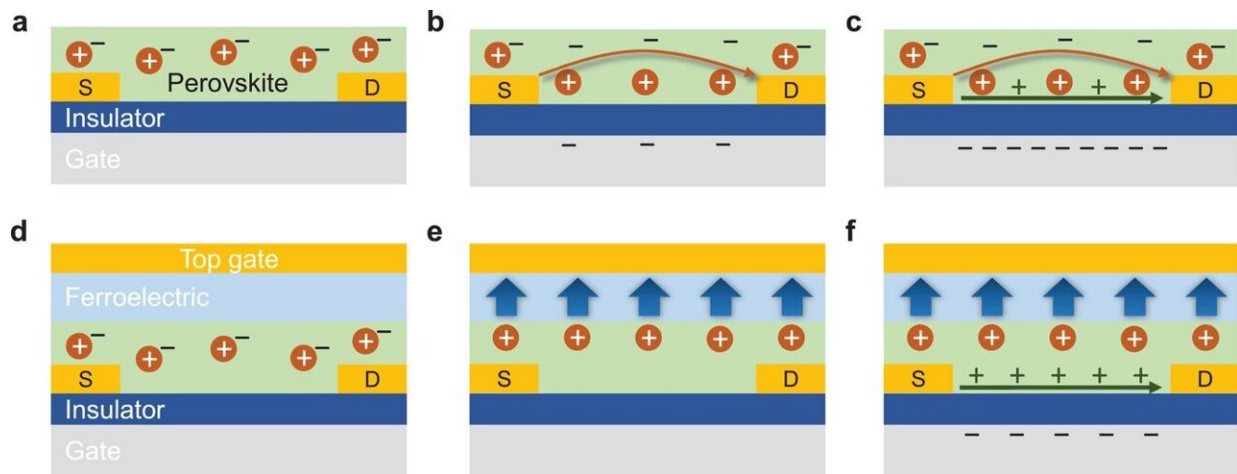 a
Perovskite
S
D
Insulator
Gate
b
S
D
c
S
D
d
Top gate
Ferroelectric
S
D
Insulator
Gate
e
S
D
f
S
D